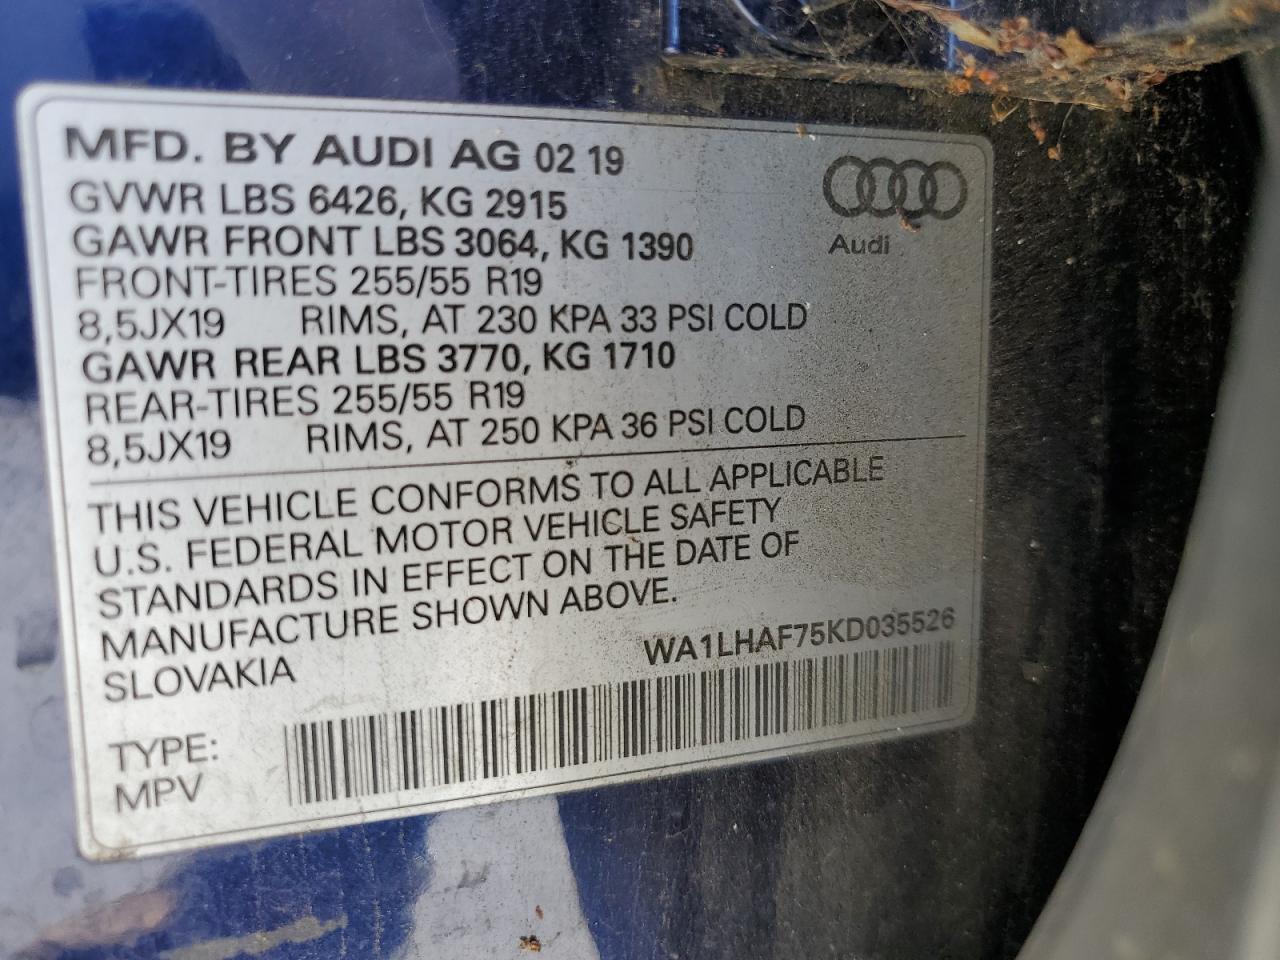 MFD. BY AUDI AG 02 19
GVWR LBS 6426, KG 2915
GAWR FRONT LBS 3064, KG 1390
FRONT-TIRES 255/55 R19
8,5JX19 RIMS, AT 230 KPA 33 PSI COLD
GAWR REAR LBS 3770, KG 1710
REAR-TIRES 255/55 R19
8,5JX19 RIMS, AT 250 KPA 36 PSI COLD
Audi
THIS VEHICLE CONFORMS TO ALL APPLICABLE
U.S. FEDERAL MOTOR VEHICLE SAFETY
STANDARDS IN EFFECT ON THE DATE OF
MANUFACTURE SHOWN ABOVE.
SLOVAKIA
WA1LHAF75KD035526
TYPE:
MPV